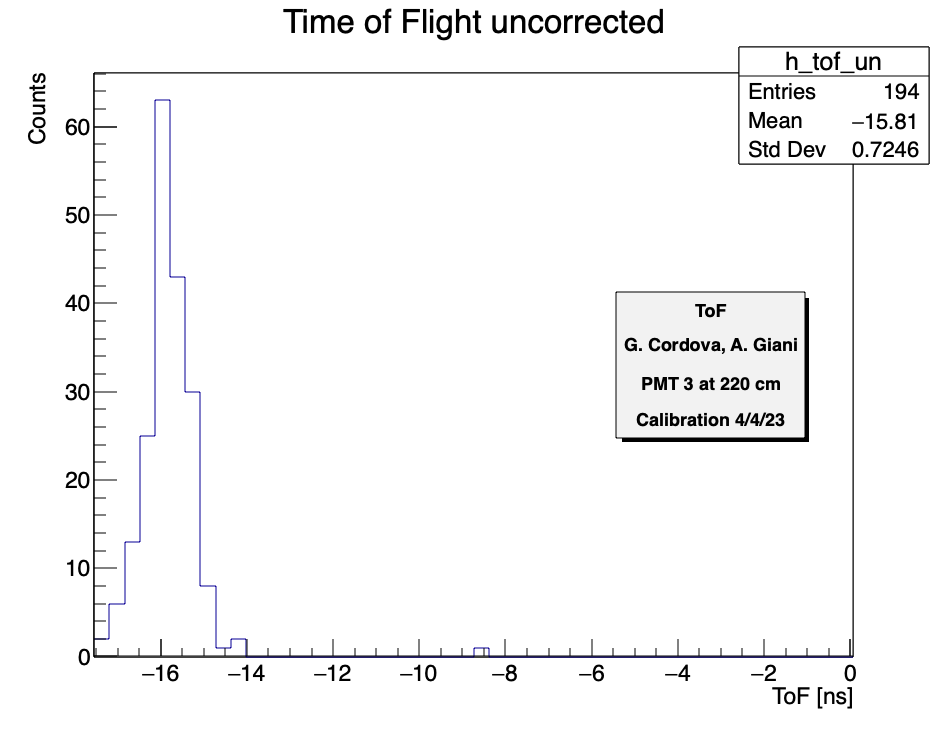 Time of Flight uncorrected
h_tof_un
Entries 194
Mean −15.81
Std Dev 0.7246
Counts
60
50
40
30
20
10
0
ToF
G. Cordova, A. Giani
PMT 3 at 220 cm
Calibration 4/4/23
−16 −14 −12 −10 −8 −6 −4 −2 0
ToF [ns]